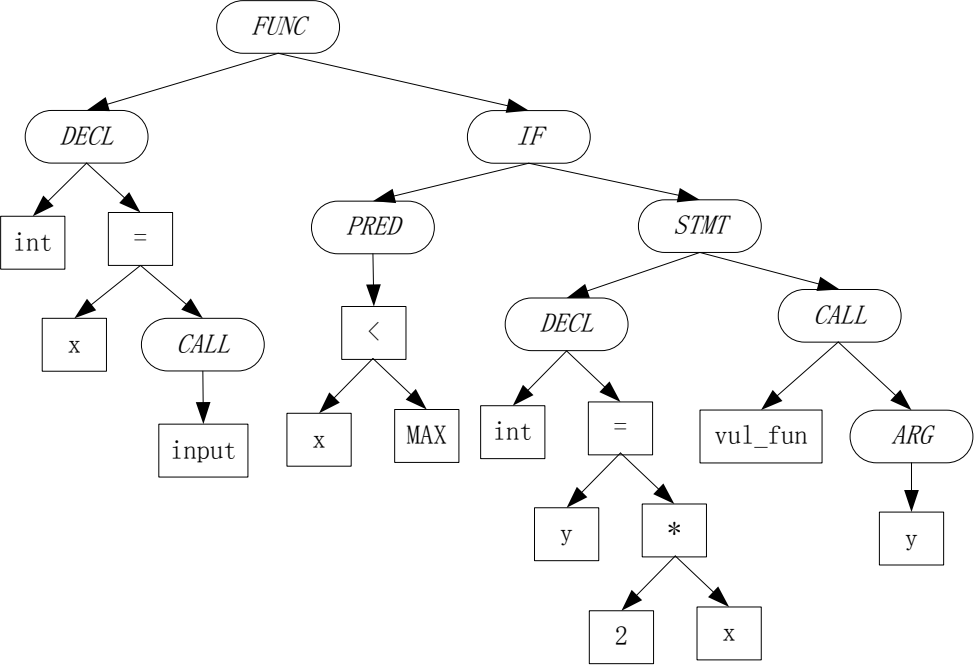 FUNC
DECL
IF
int
=
PRED
STMT
x
CALL
<
DECL
CALL
input
x
MAX
int
=
vul_fun
ARG
y
*
y
2
x